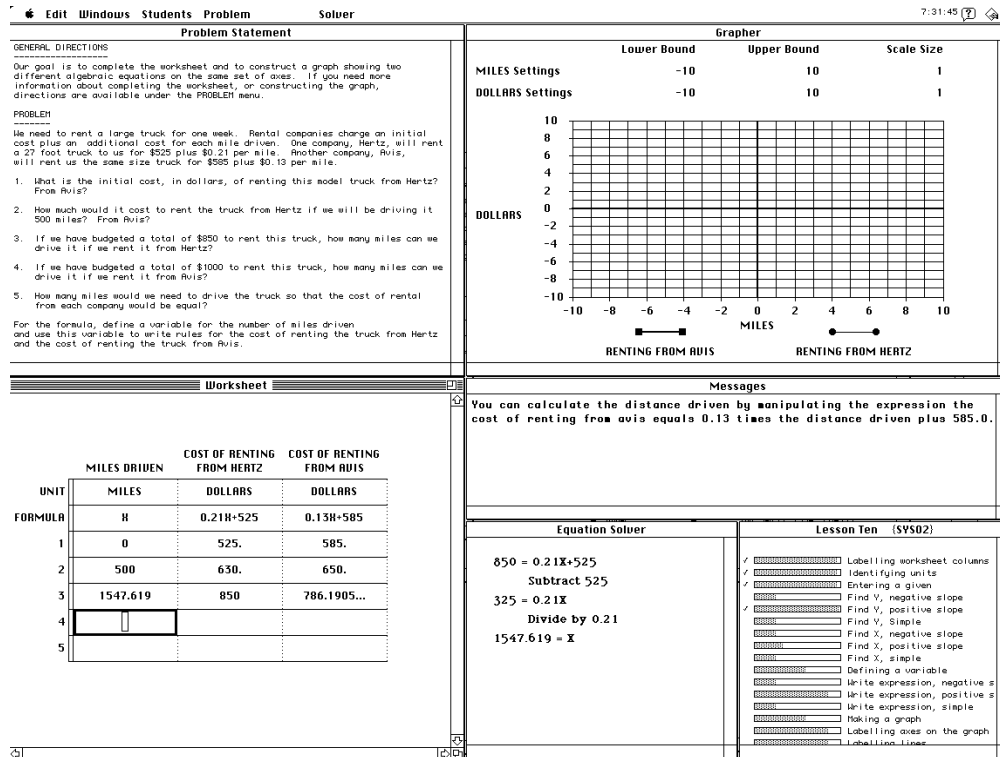 Edit Windows Students Problem Solver 7:31:45
Problem Statement
GENERAL DIRECTIONS
------------------
Our goal is to complete the worksheet and to construct a graph showing two
different algebraic equations on the same set of axes. If you need more
information about completing the worksheet, or constructing the graph,
directions are available under the PROBLEM menu.
PROBLEM
-------
We need to rent a large truck for one week. Rental companies charge an initial
cost plus an additional cost for each mile driven. One company, Hertz, will rent
a 27 foot truck to us for $525 plus $0.21 per mile. Another company, Avis,
will rent us the same size truck for $585 plus $0.13 per mile.
1. What is the initial cost, in dollars, of renting this model truck from Hertz?
From Avis?
2. How much would it cost to rent the truck from Hertz if we will be driving it
500 miles? From Avis?
3. If we have budgeted a total of $850 to rent this truck, how many miles can we
drive it if we rent it from Hertz?
4. If we have budgeted a total of $1000 to rent this truck, how many miles can we
drive it if we rent it from Avis?
5. How many miles would we need to drive the truck so that the cost of rental
from each company would be equal?
For the formula, define a variable for the number of miles driven
and use this variable to write rules for the cost of renting the truck from Hertz
and the cost of renting the truck from Avis.
Grapher
Lower Bound Upper Bound Scale Size
MILES Settings -10 10 1
DOLLARS Settings -10 10 1
10
8
6
4
2
DOLLARS 0
-2
-4
-6
-8
-10
-10 -8 -6 -4 -2 0 2 4 6 8 10
MILES
RENTING FROM AVIS RENTING FROM HERTZ
Worksheet
MILES DRIVEN COST OF RENTING FROM HERTZ COST OF RENTING FROM AVIS
UNIT MILES DOLLARS DOLLARS
FORMULA X 0.21X+525 0.13X+585
1 0 525. 585.
2 500 630. 650.
3 1547.619 850 786.1905...
4
5
Messages
You can calculate the distance driven by manipulating the expression the
cost of renting from avis equals 0.13 times the distance driven plus 585.0.
Equation Solver
850 = 0.21X+525
Subtract 525
325 = 0.21X
Divide by 0.21
1547.619 = X
Lesson Ten {SYS02}
Labelling worksheet columns
Identifying units
Entering a given
Find Y, negative slope
Find Y, positive slope
Find Y, Simple
Find X, negative slope
Find X, positive slope
Find X, simple
Defining a variable
Write expression, negative s
Write expression, positive s
Write expression, simple
Making a graph
Labelling axes on the graph
Labelling lines